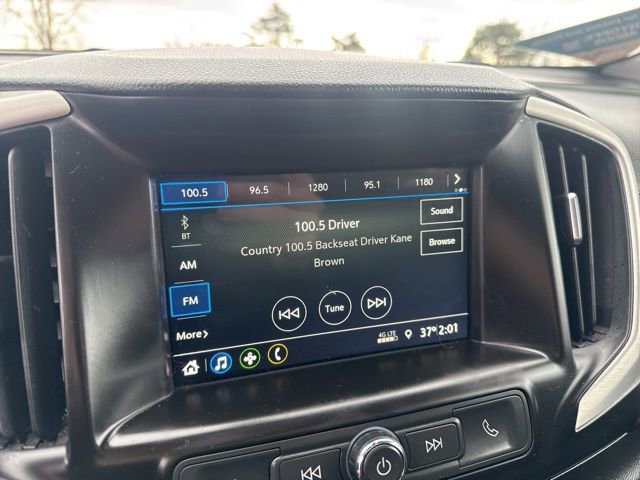 100.5 96.5 1280 95.1 1180
BT
AM
FM
More
100.5 Driver
Country 100.5 Backseat Driver Kane
Brown
Sound
Browse
Tune
4G LTE
37° 2:01